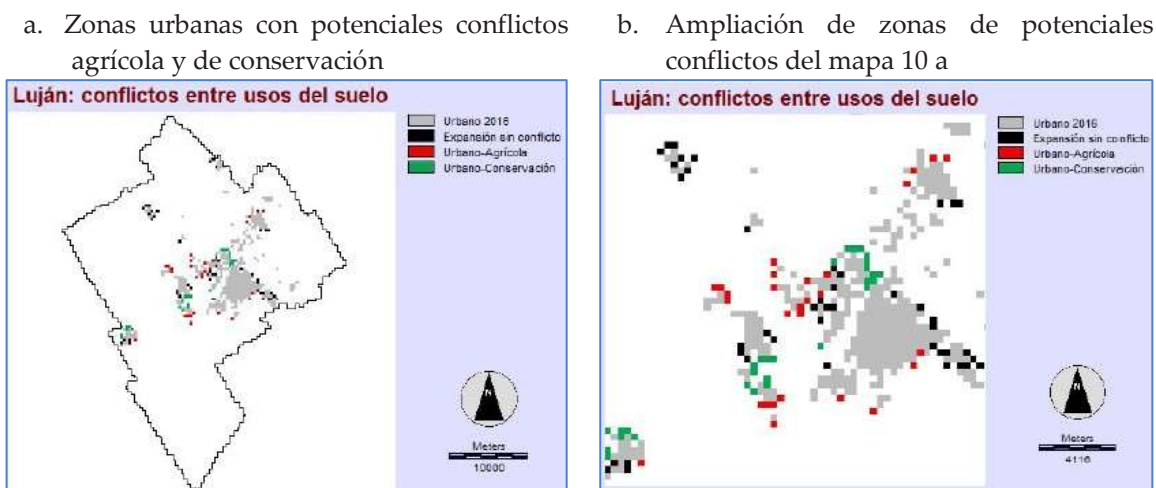 a. Zonas urbanas con potenciales conflictos
agrícola y de conservación
Luján: conflictos entre usos del suelo
Urbano 2016
Expansión sin conflicto
Urbano-Agrícola
Urbano-Conservación
N
Meters
10000
b. Ampliación de zonas de potenciales
conflictos del mapa 10 a
Luján: conflictos entre usos del suelo
Urbano 2016
Expansión sin conflicto
Urbano-Agrícola
Urbano-Conservación
N
Meters
4116